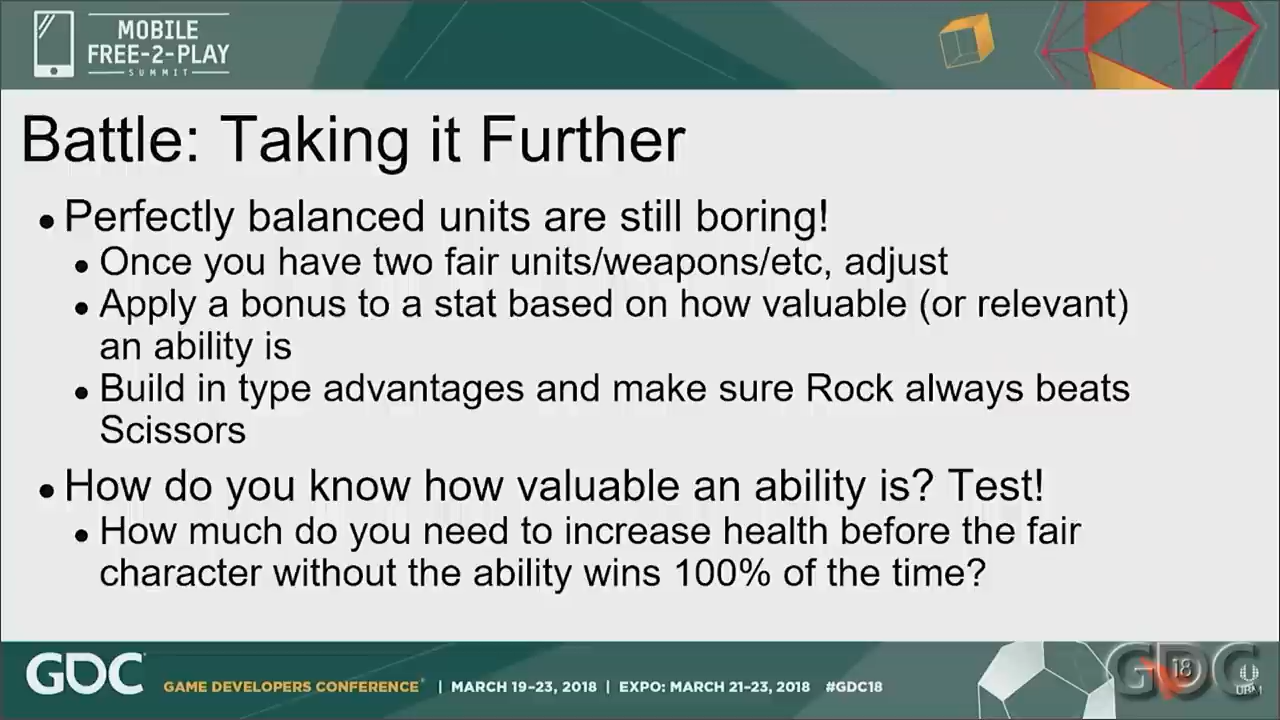 MOBILE
FREE-2-PLAY
SUMMIT
Battle: Taking it Further
• Perfectly balanced units are still boring!
• Once you have two fair units/weapons/etc, adjust
• Apply a bonus to a stat based on how valuable (or relevant)
an ability is
• Build in type advantages and make sure Rock always beats
Scissors
• How do you know how valuable an ability is? Test!
• How much do you need to increase health before the fair
character without the ability wins 100% of the time?
GDC GAME DEVELOPERS CONFERENCE® | MARCH 19–23, 2018 | EXPO: MARCH 21–23, 2018 #GDC18
GDC
18
UBM